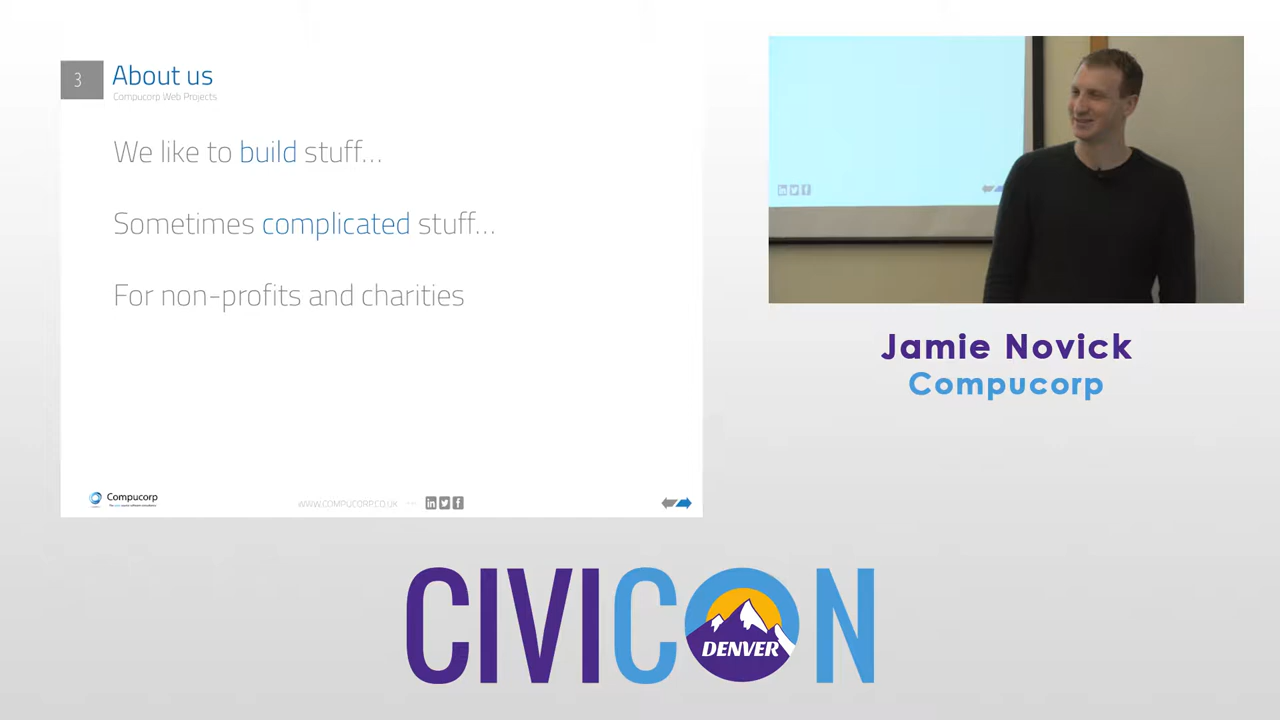 3
About us
Compucorp Web Projects
We like to build stuff...
Sometimes complicated stuff...
For non-profits and charities
Compucorp
WWW.COMPUCORP.CO.UK
Jamie Novick
Compucorp
CIVICON
DENVER